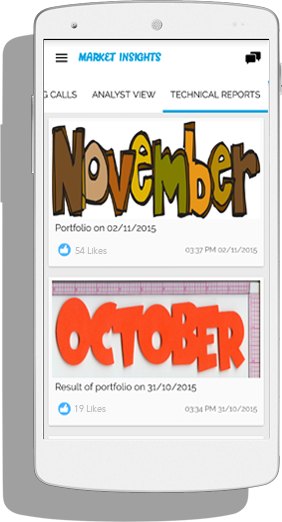 MARKET INSIGHTS
G CALLS ANALYST VIEW TECHNICAL REPORTS
November
Portfolio on 02/11/2015
54 Likes 03:37 PM 02/11/2015
OCTOBER
Result of portfolio on 31/10/2015
19 Likes 03:34 PM 31/10/2015